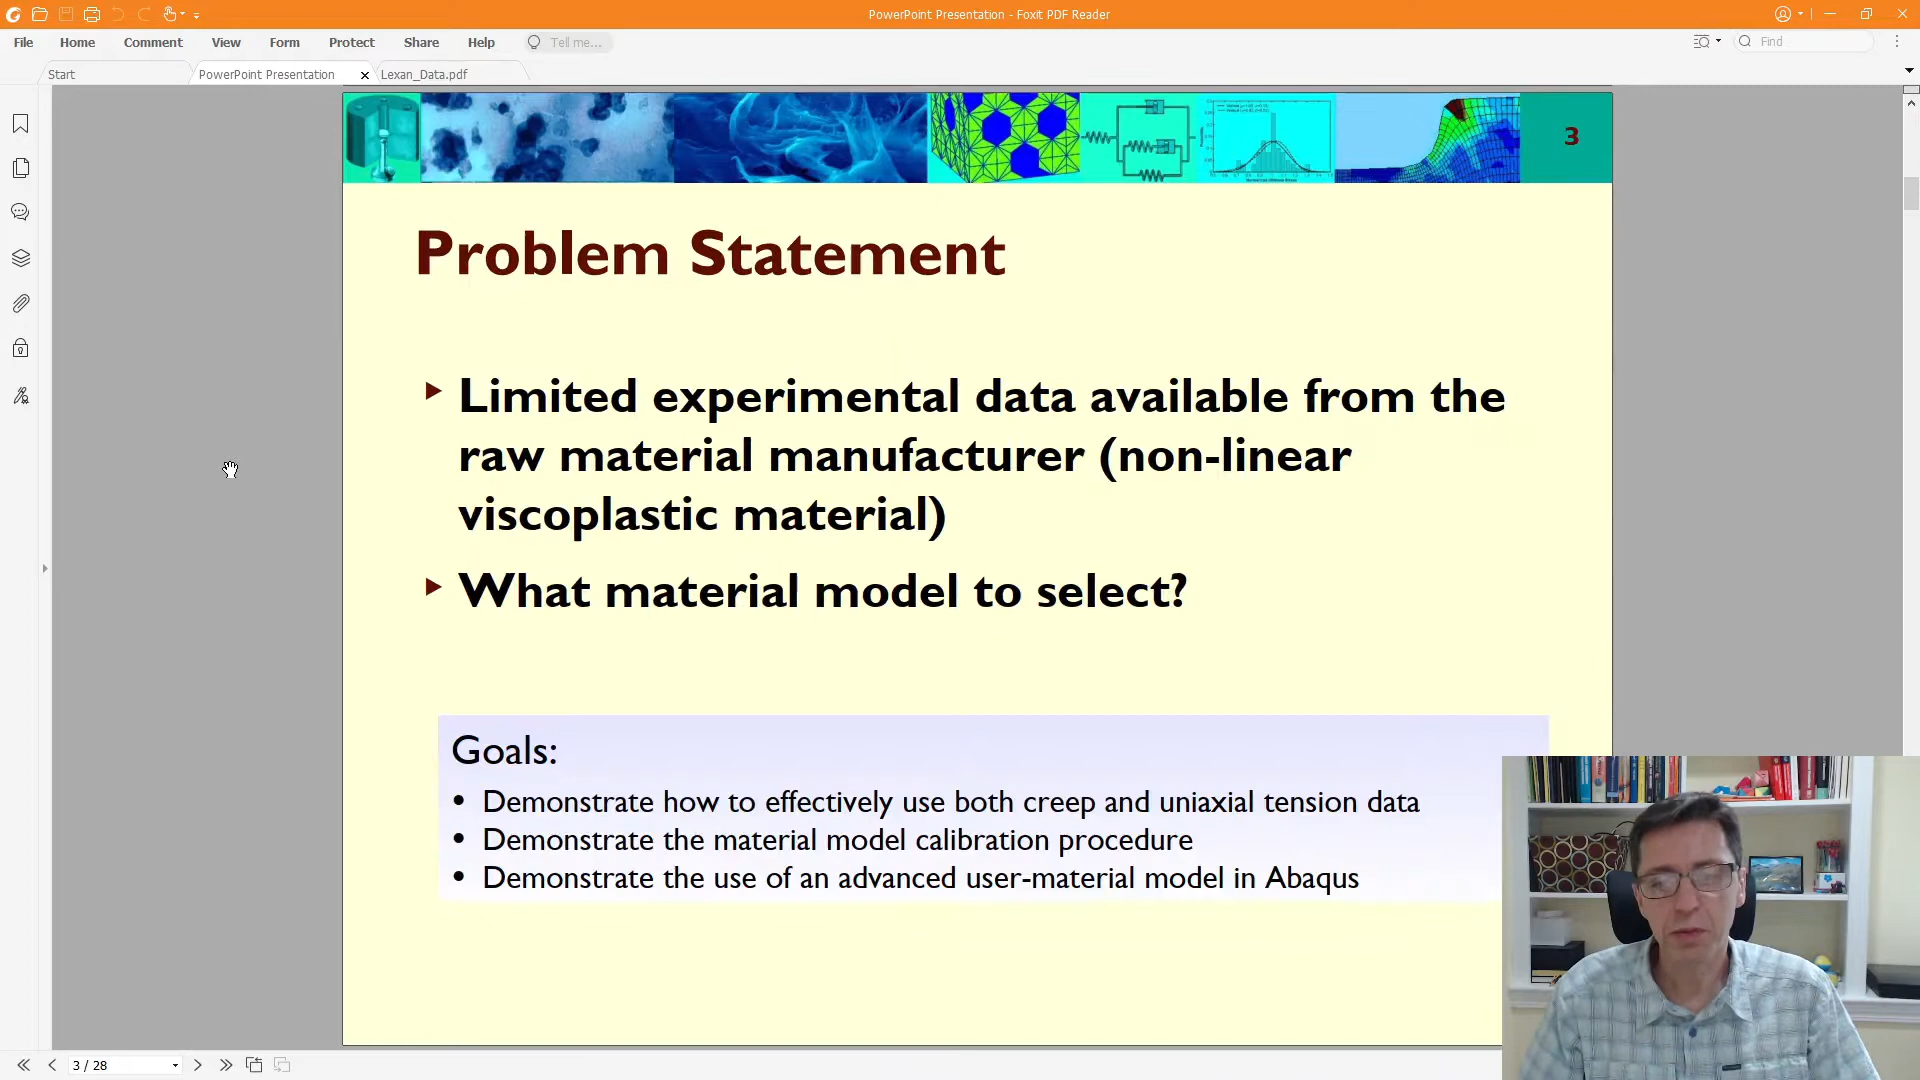 PowerPoint Presentation - Foxit PDF Reader
File Home Comment View Form Protect Share Help Tell me... Find
Start PowerPoint Presentation Lexan_Data.pdf
3
Problem Statement
Limited experimental data available from the
raw material manufacturer (non-linear
viscoplastic material)
What material model to select?
Goals:
• Demonstrate how to effectively use both creep and uniaxial tension data
• Demonstrate the material model calibration procedure
• Demonstrate the use of an advanced user-material model in Abaqus
3 / 28